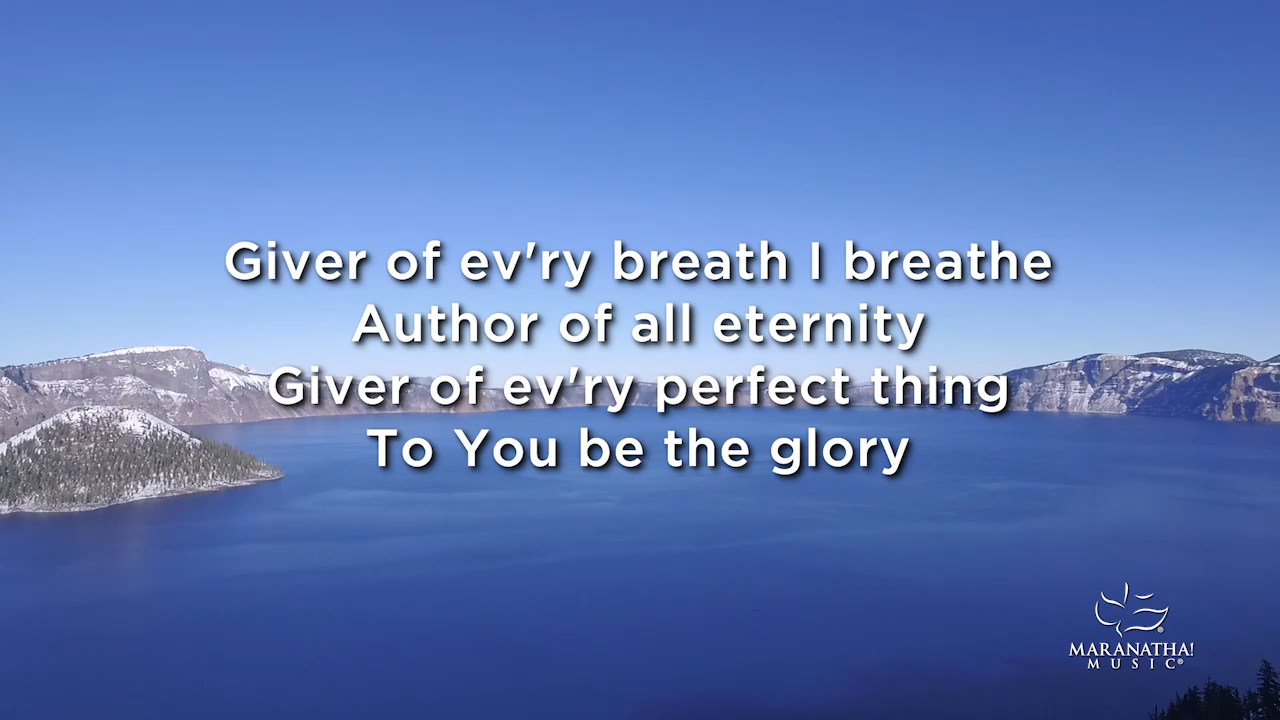 Giver of ev'ry breath I breathe
Author of all eternity
Giver of ev'ry perfect thing
To You be the glory
MARANATHA!
MUSIC®